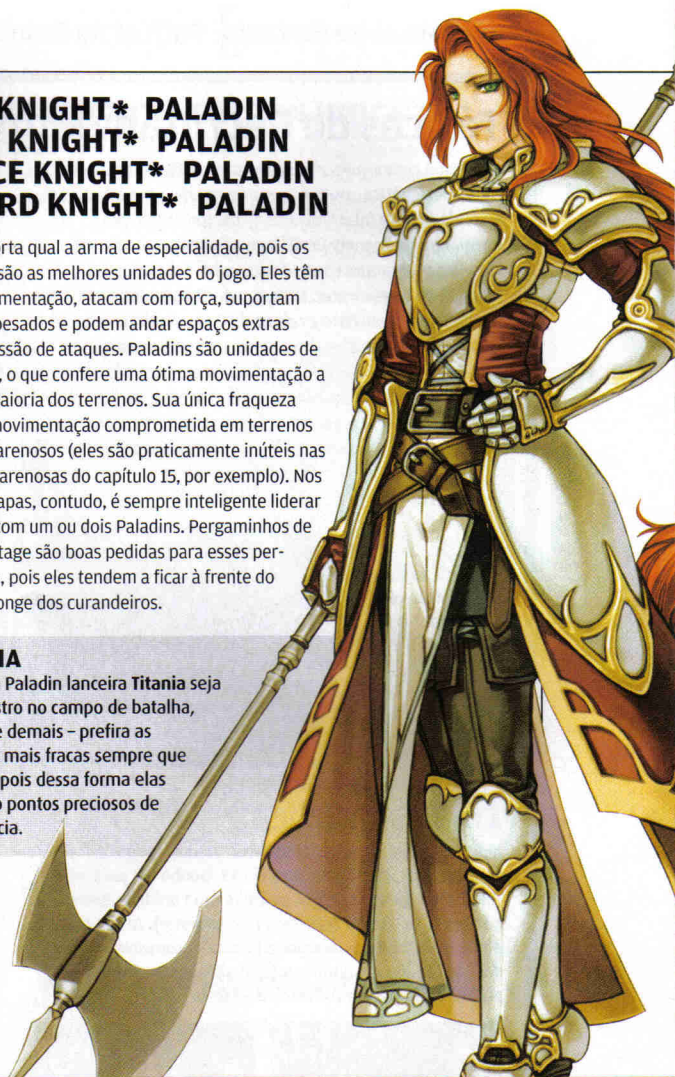 KNIGHT* PALADIN
KNIGHT* PALADIN
CE KNIGHT* PALADIN
RD KNIGHT* PALADIN
orta qual a arma de especialidade, pois os
são as melhores unidades do jogo. Eles têm
mentação, atacam com força, suportam
pesados e podem andar espaços extras
ssão de ataques. Paladins são unidades de
, o que confere uma ótima movimentação a
aioria dos terrenos. Sua única fraqueza
movimentação comprometida em terrenos
arenosos (eles são praticamente inúteis nas
arenosas do capítulo 15, por exemplo). Nos
apas, contudo, é sempre inteligente liderar
com um ou dois Paladins. Pergaminhos de
tage são boas pedidas para esses per-
, pois eles tendem a ficar à frente do
onge dos curandeiros.
IA
Paladin lanceira Titania seja
stro no campo de batalha,
e demais – prefira as
mais fracas sempre que
pois dessa forma elas
o pontos preciosos de
cia.